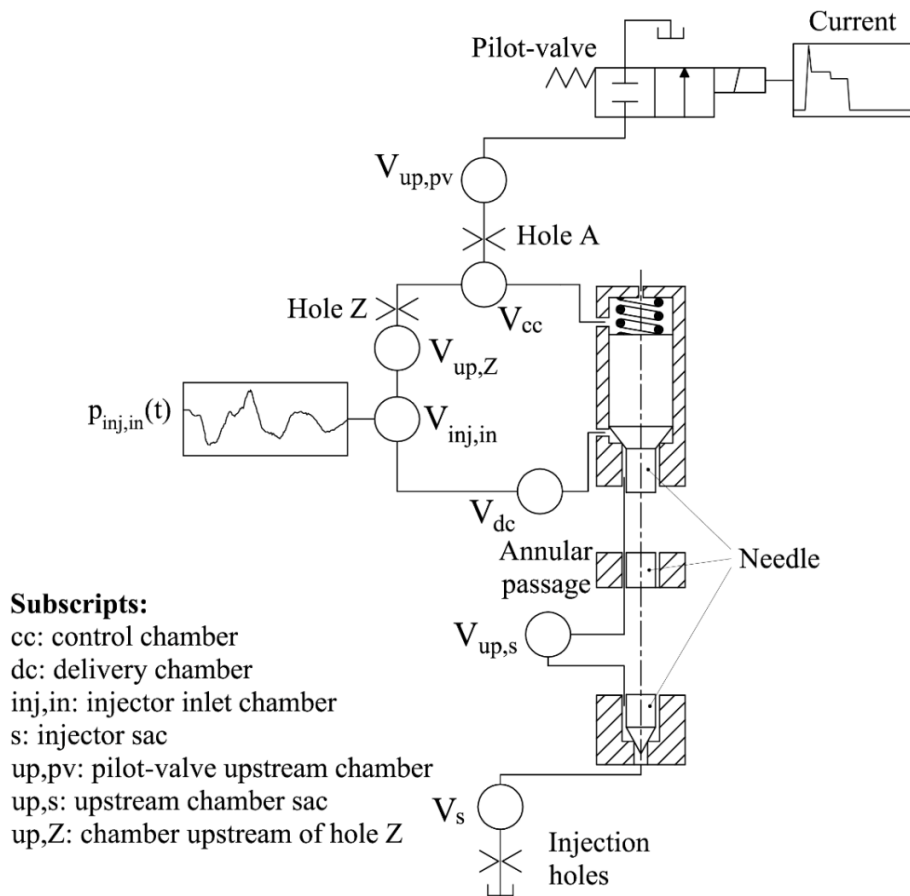 Current
Pilot-valve
V_up,pv
Hole A
Hole Z
V_cc
V_up,Z
p_inj,in(t)
V_inj,in
V_dc
Annular
passage
Needle
V_up,s
Subscripts:
cc: control chamber
dc: delivery chamber
inj,in: injector inlet chamber
s: injector sac
up,pv: pilot-valve upstream chamber
up,s: upstream chamber sac
up,Z: chamber upstream of hole Z
V_s
Injection
holes